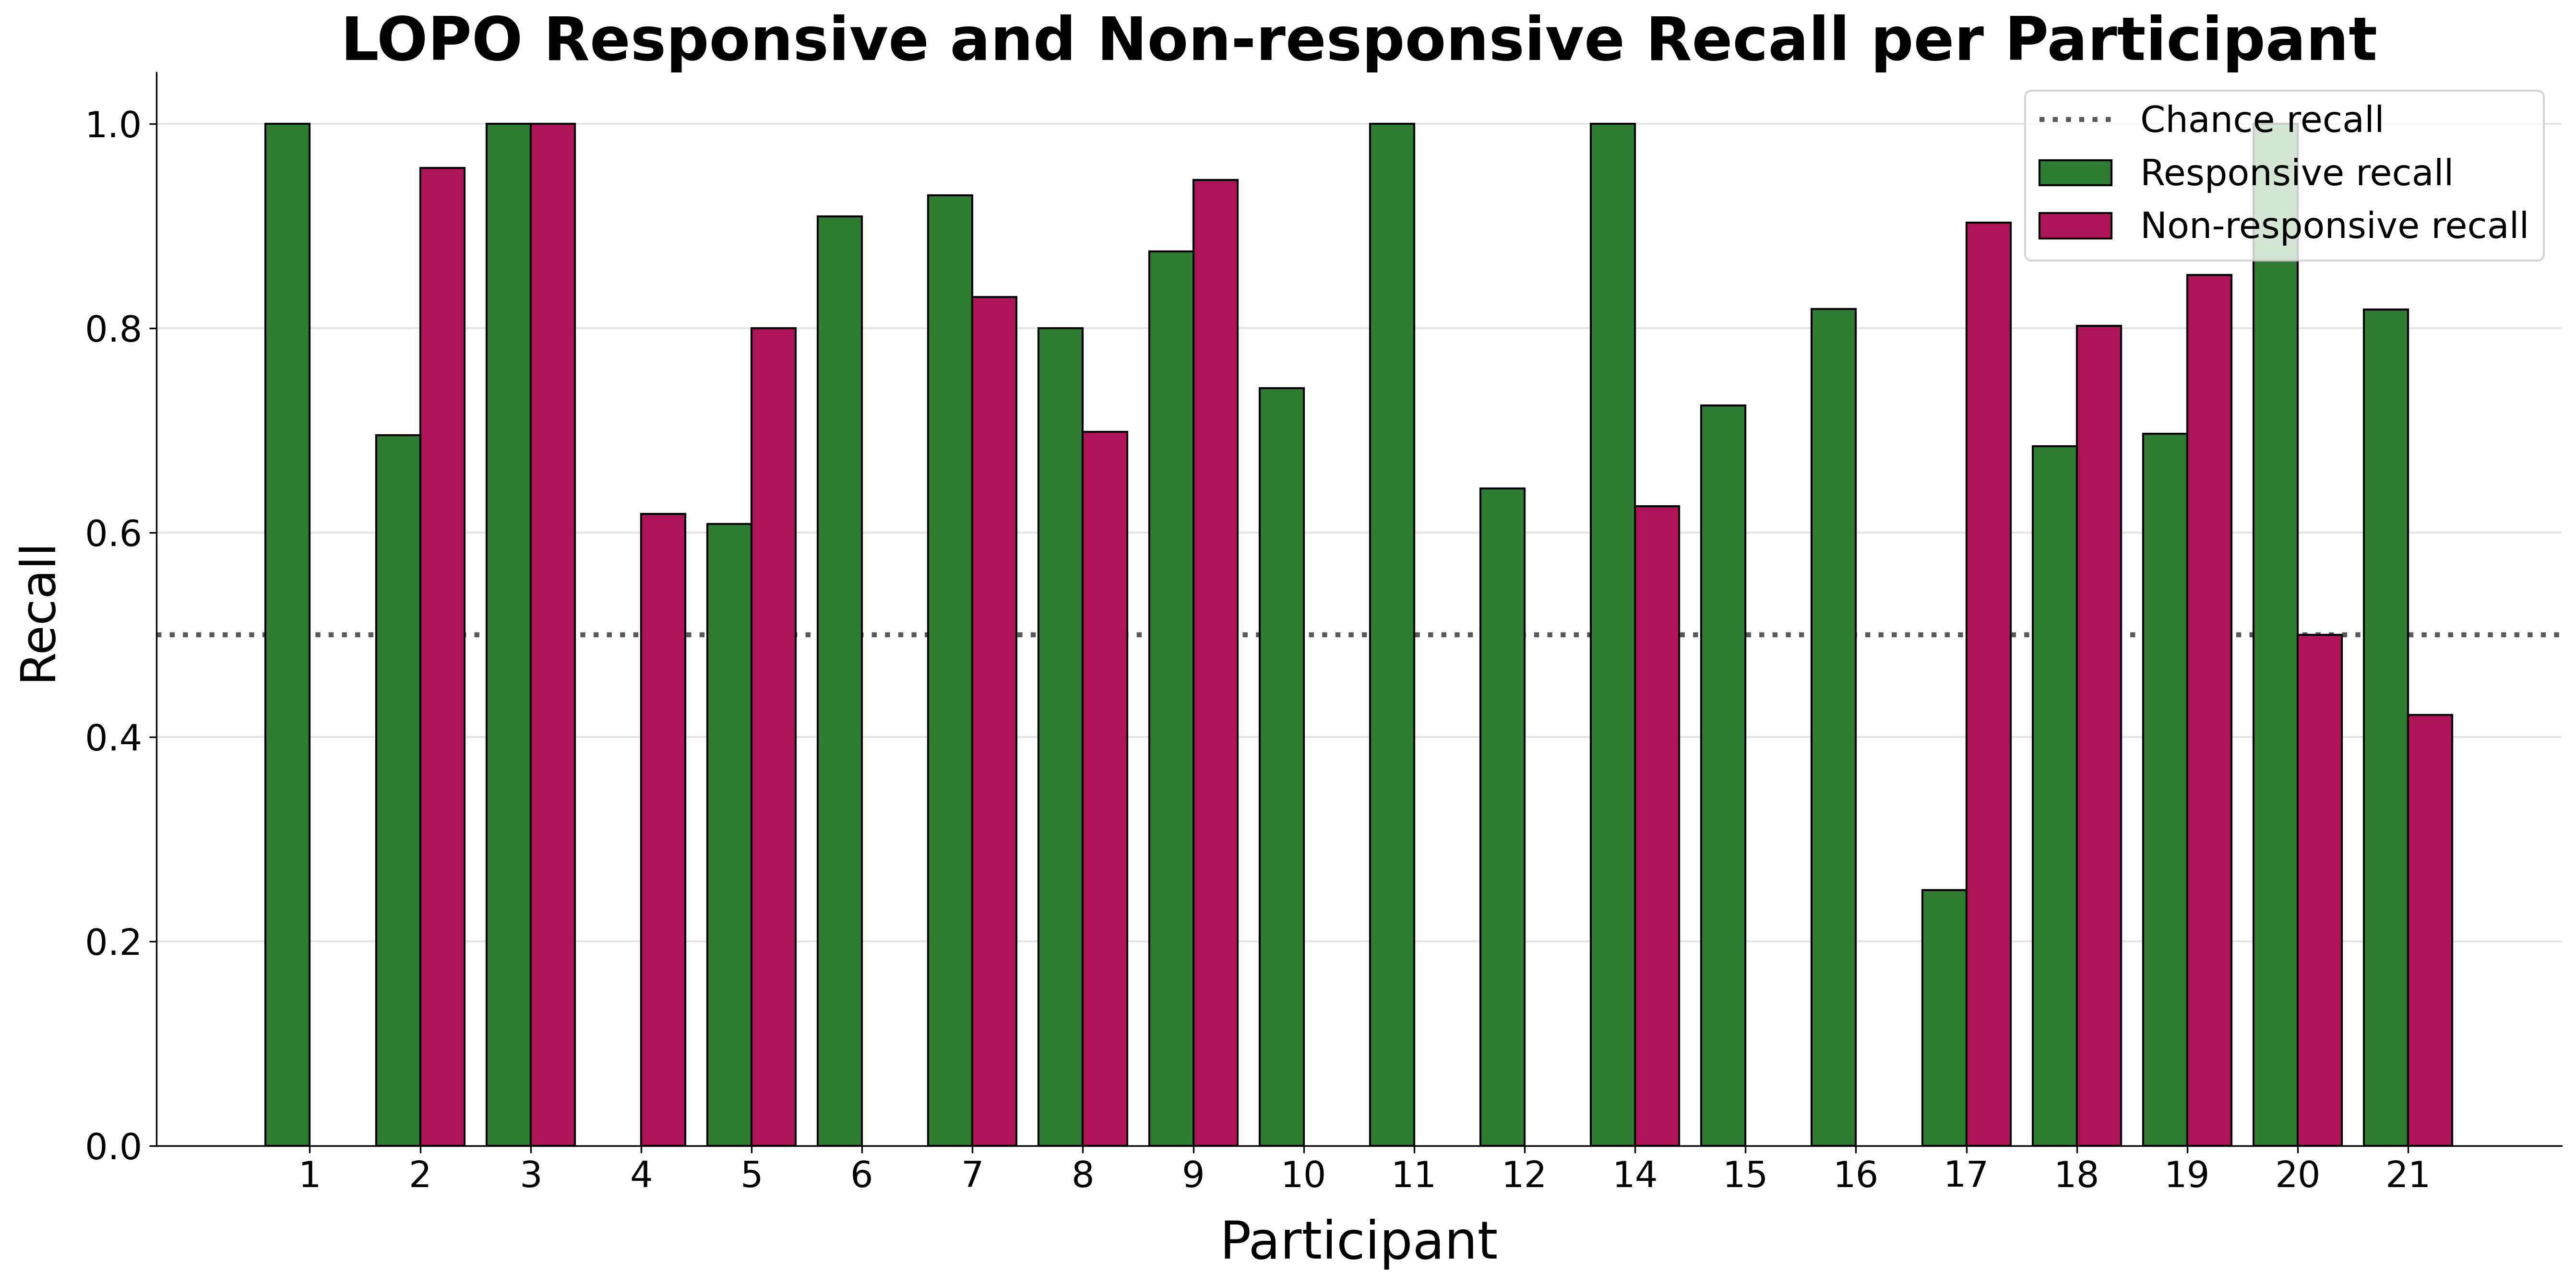 LOPO Responsive and Non-responsive Recall per Participant
Chance recall
Responsive recall
Non-responsive recall
1.0
0.8
0.6
0.4
0.2
0.0
Recall
1 2 3 4 5 6 7 8 9 10 11 12 14 15 16 17 18 19 20 21
Participant